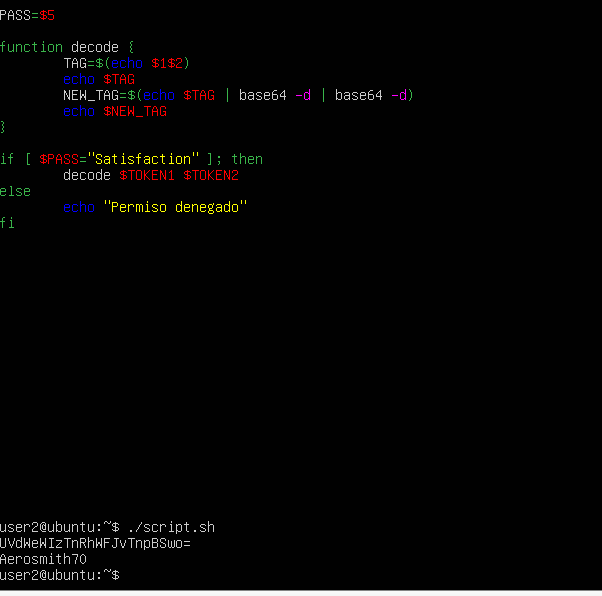 PASS=$5
function decode {
TAG=$(echo $1$2)
echo $TAG
NEW_TAG=$(echo $TAG | base64 -d | base64 -d)
echo $NEW_TAG
}
if [ $PASS="Satisfaction" ]; then
decode $TOKEN1 $TOKEN2
else
echo "Permiso denegado"
fi
user2@ubuntu:~$ ./script.sh
UVdWeWIzTnRhWFJvTnpBSwo=
Aerosmith70
user2@ubuntu:~$